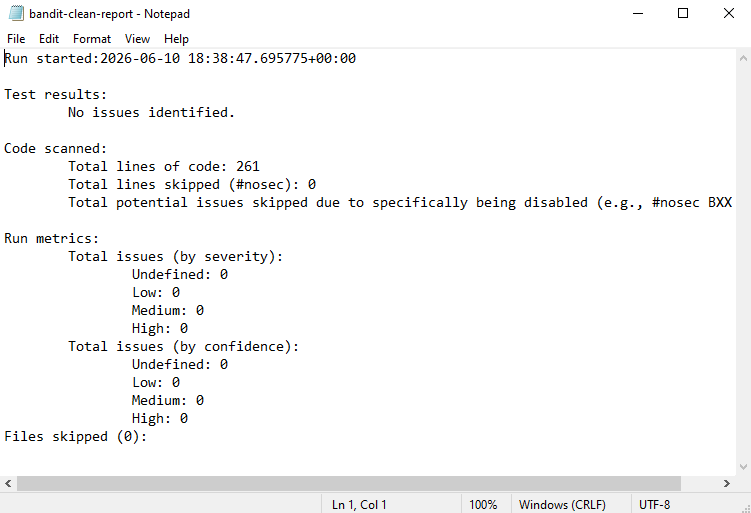 bandit-clean-report - Notepad
File Edit Format View Help
Run started:2026-06-10 18:38:47.695775+00:00
Test results:
No issues identified.
Code scanned:
Total lines of code: 261
Total lines skipped (#nosec): 0
Total potential issues skipped due to specifically being disabled (e.g., #nosec BXX
Run metrics:
Total issues (by severity):
Undefined: 0
Low: 0
Medium: 0
High: 0
Total issues (by confidence):
Undefined: 0
Low: 0
Medium: 0
High: 0
Files skipped (0):
Ln 1, Col 1 100% Windows (CRLF) UTF-8